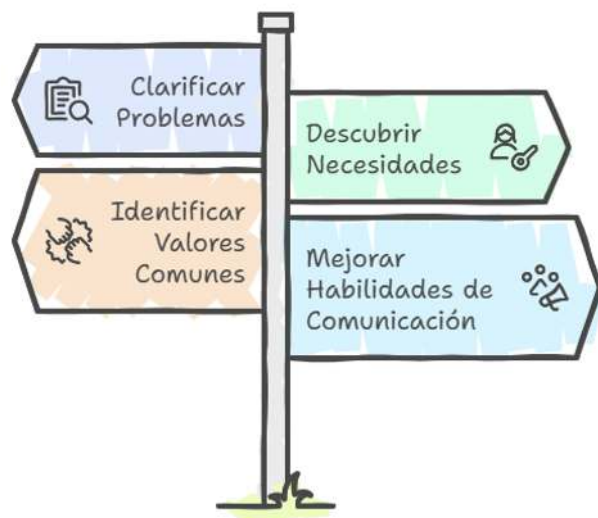 Clarificar
Problemas
Descubrir
Necesidades
Identificar
Valores
Comunes
Mejorar
Habilidades de
Comunicación